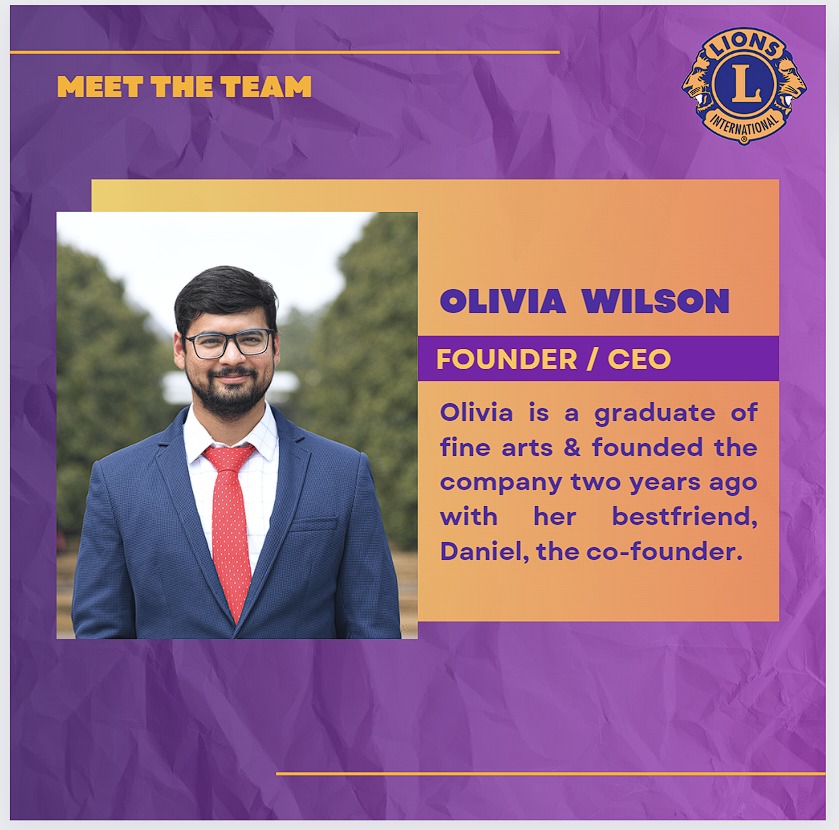 MEET THE TEAM
LIONS
L
INTERNATIONAL
®
OLIVIA WILSON
FOUNDER / CEO
Olivia is a graduate of
fine arts & founded the
company two years ago
with her bestfriend,
Daniel, the co-founder.